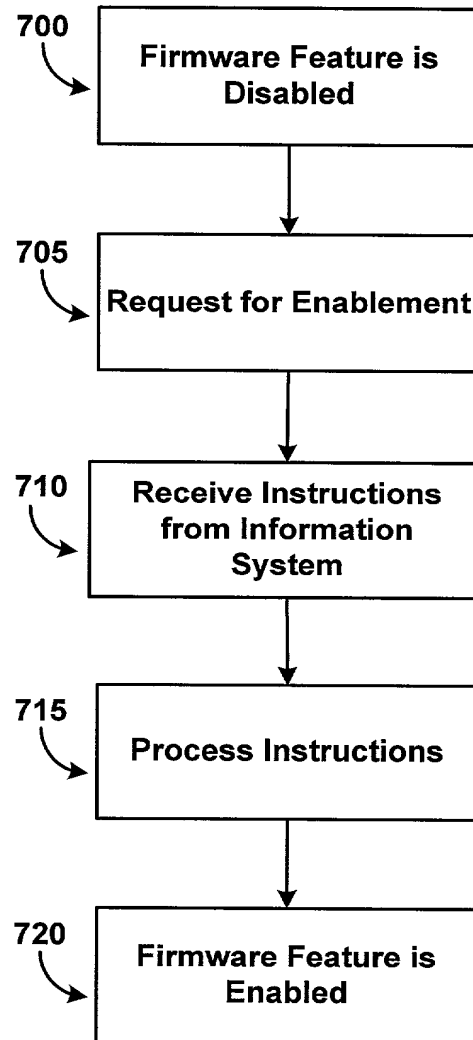 700
Firmware Feature is
Disabled
705
Request for Enablement
710
Receive Instructions
from Information
System
715
Process Instructions
720
Firmware Feature is
Enabled